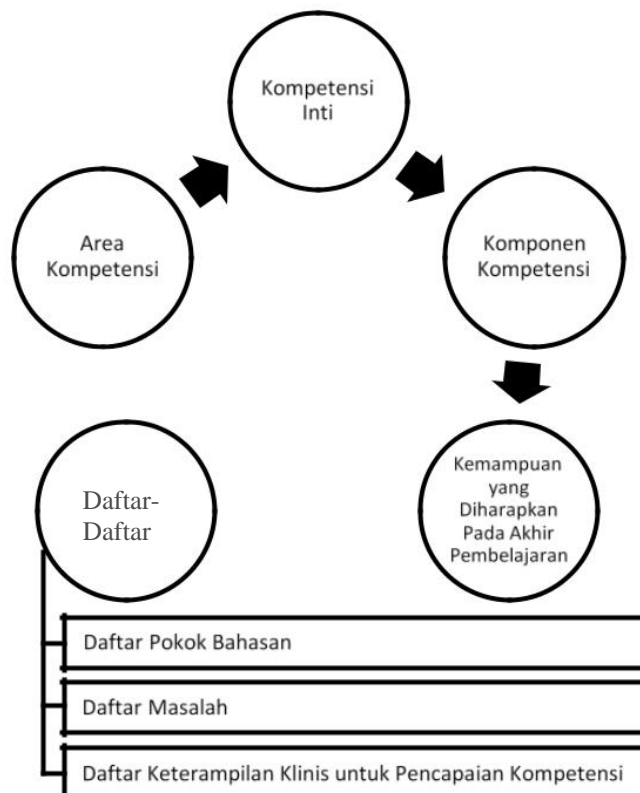 Kompetensi
Inti
Area
Kompetensi
Komponen
Kompetensi
Kemampuan
yang
Diharapkan
Pada Akhir
Pembelajaran
Daftar-
Daftar
Daftar Pokok Bahasan
Daftar Masalah
Daftar Keterampilan Klinis untuk Pencapaian Kompetensi